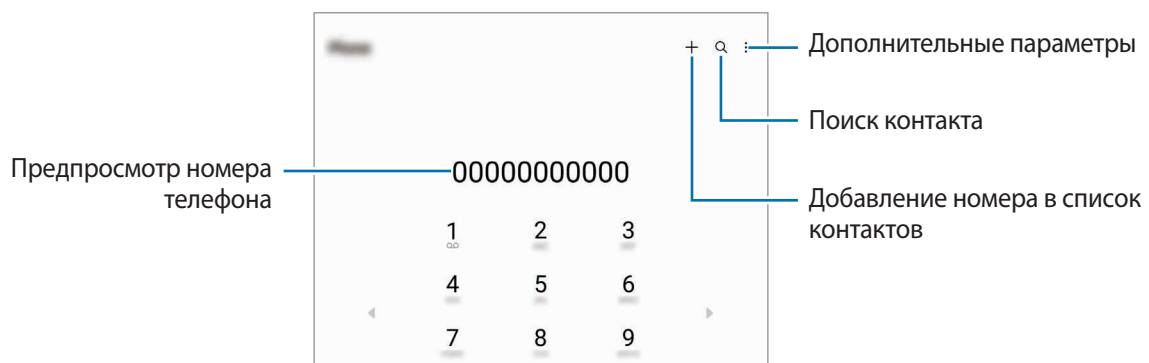 Дополнительные параметры
Поиск контакта
Предпросмотр номера
телефона
00000000000
Добавление номера в список
контактов
1 2 3
4 5 6
7 8 9